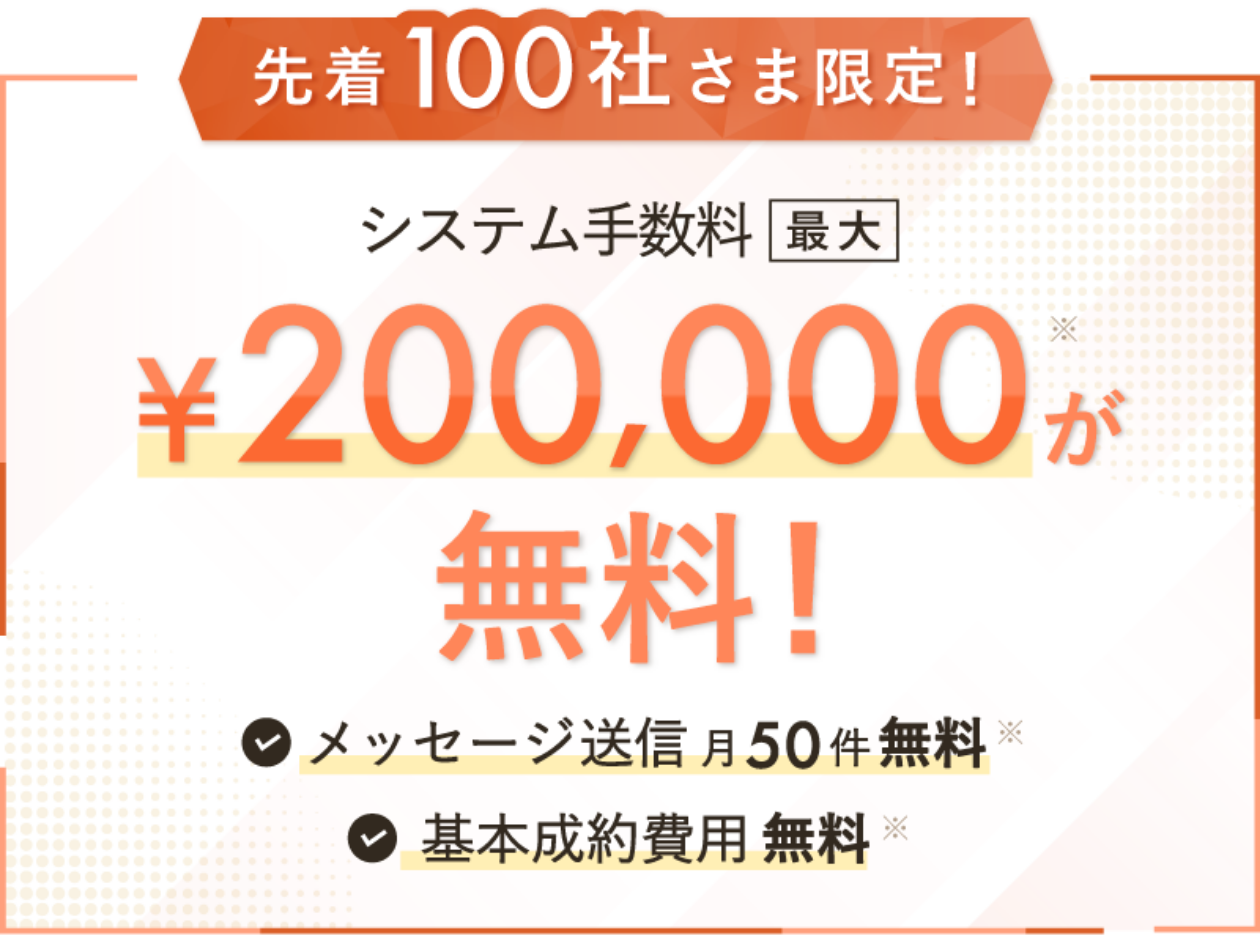 先着100社さま限定!
システム手数料 最大
¥200,000※が
無料!
メッセージ送信 月50件 無料※
基本成約費用 無料※